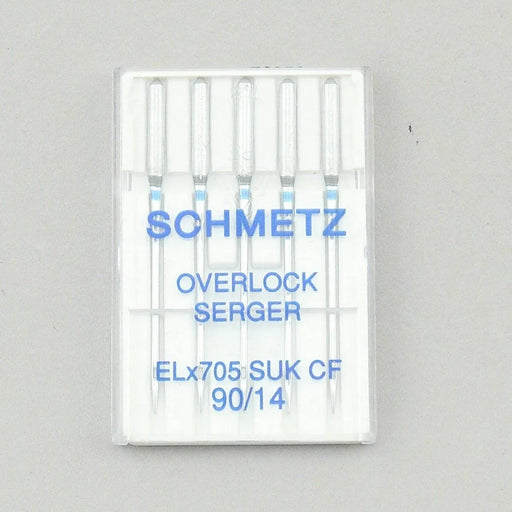 SCHMETZ
OVERLOCK
SERGER
ELx705 SUK CF
90/14